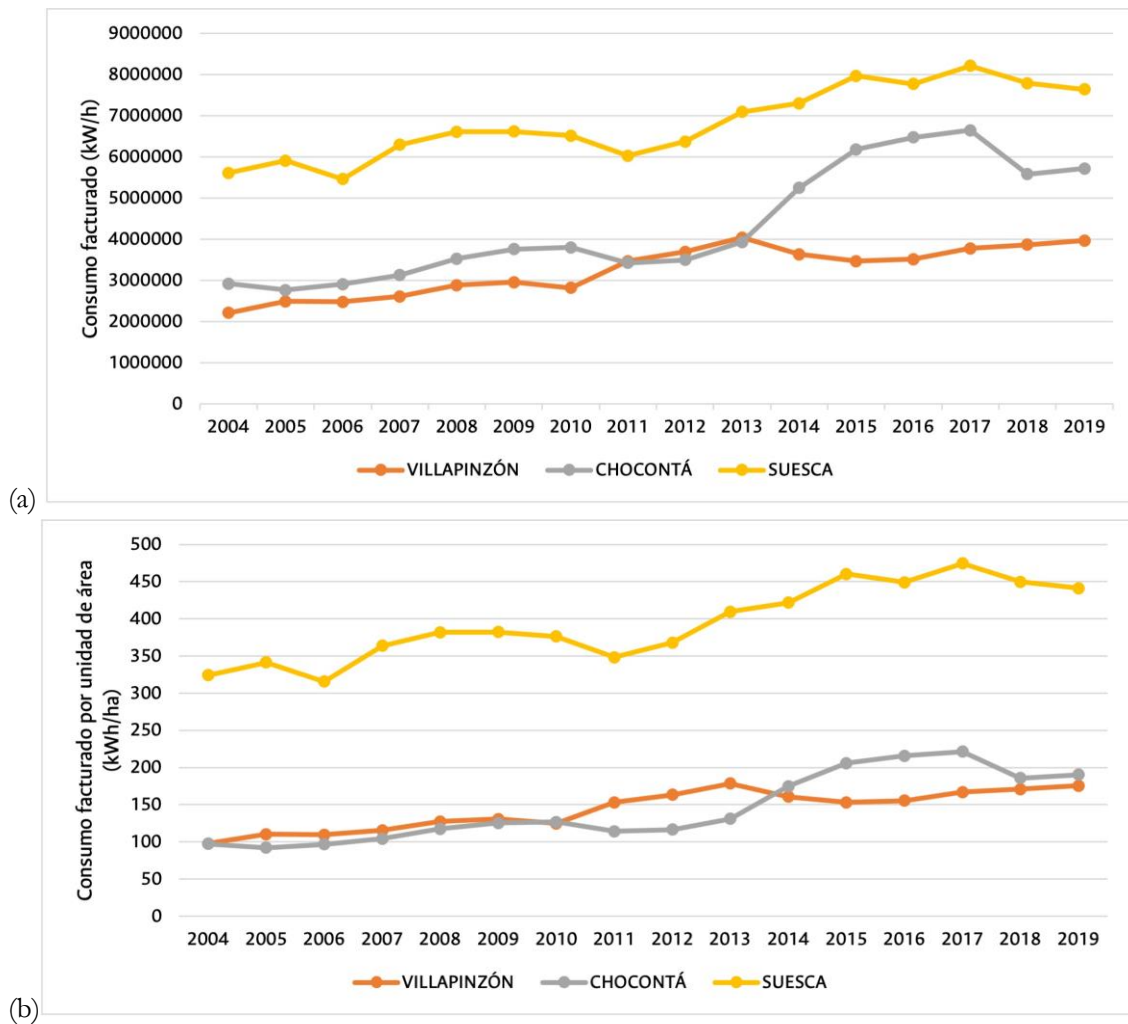 9000000
8000000
7000000
6000000
5000000
4000000
3000000
2000000
1000000
0
Consumo facturado (kW/h)
2004 2005 2006 2007 2008 2009 2010 2011 2012 2013 2014 2015 2016 2017 2018 2019
VILLAPINZÓN CHOCONTÁ SUESCA
(a)
500
450
400
350
300
250
200
150
100
50
0
Consumo facturado por unidad de área
(kWh/ha)
2004 2005 2006 2007 2008 2009 2010 2011 2012 2013 2014 2015 2016 2017 2018 2019
VILLAPINZÓN CHOCONTÁ SUESCA
(b)